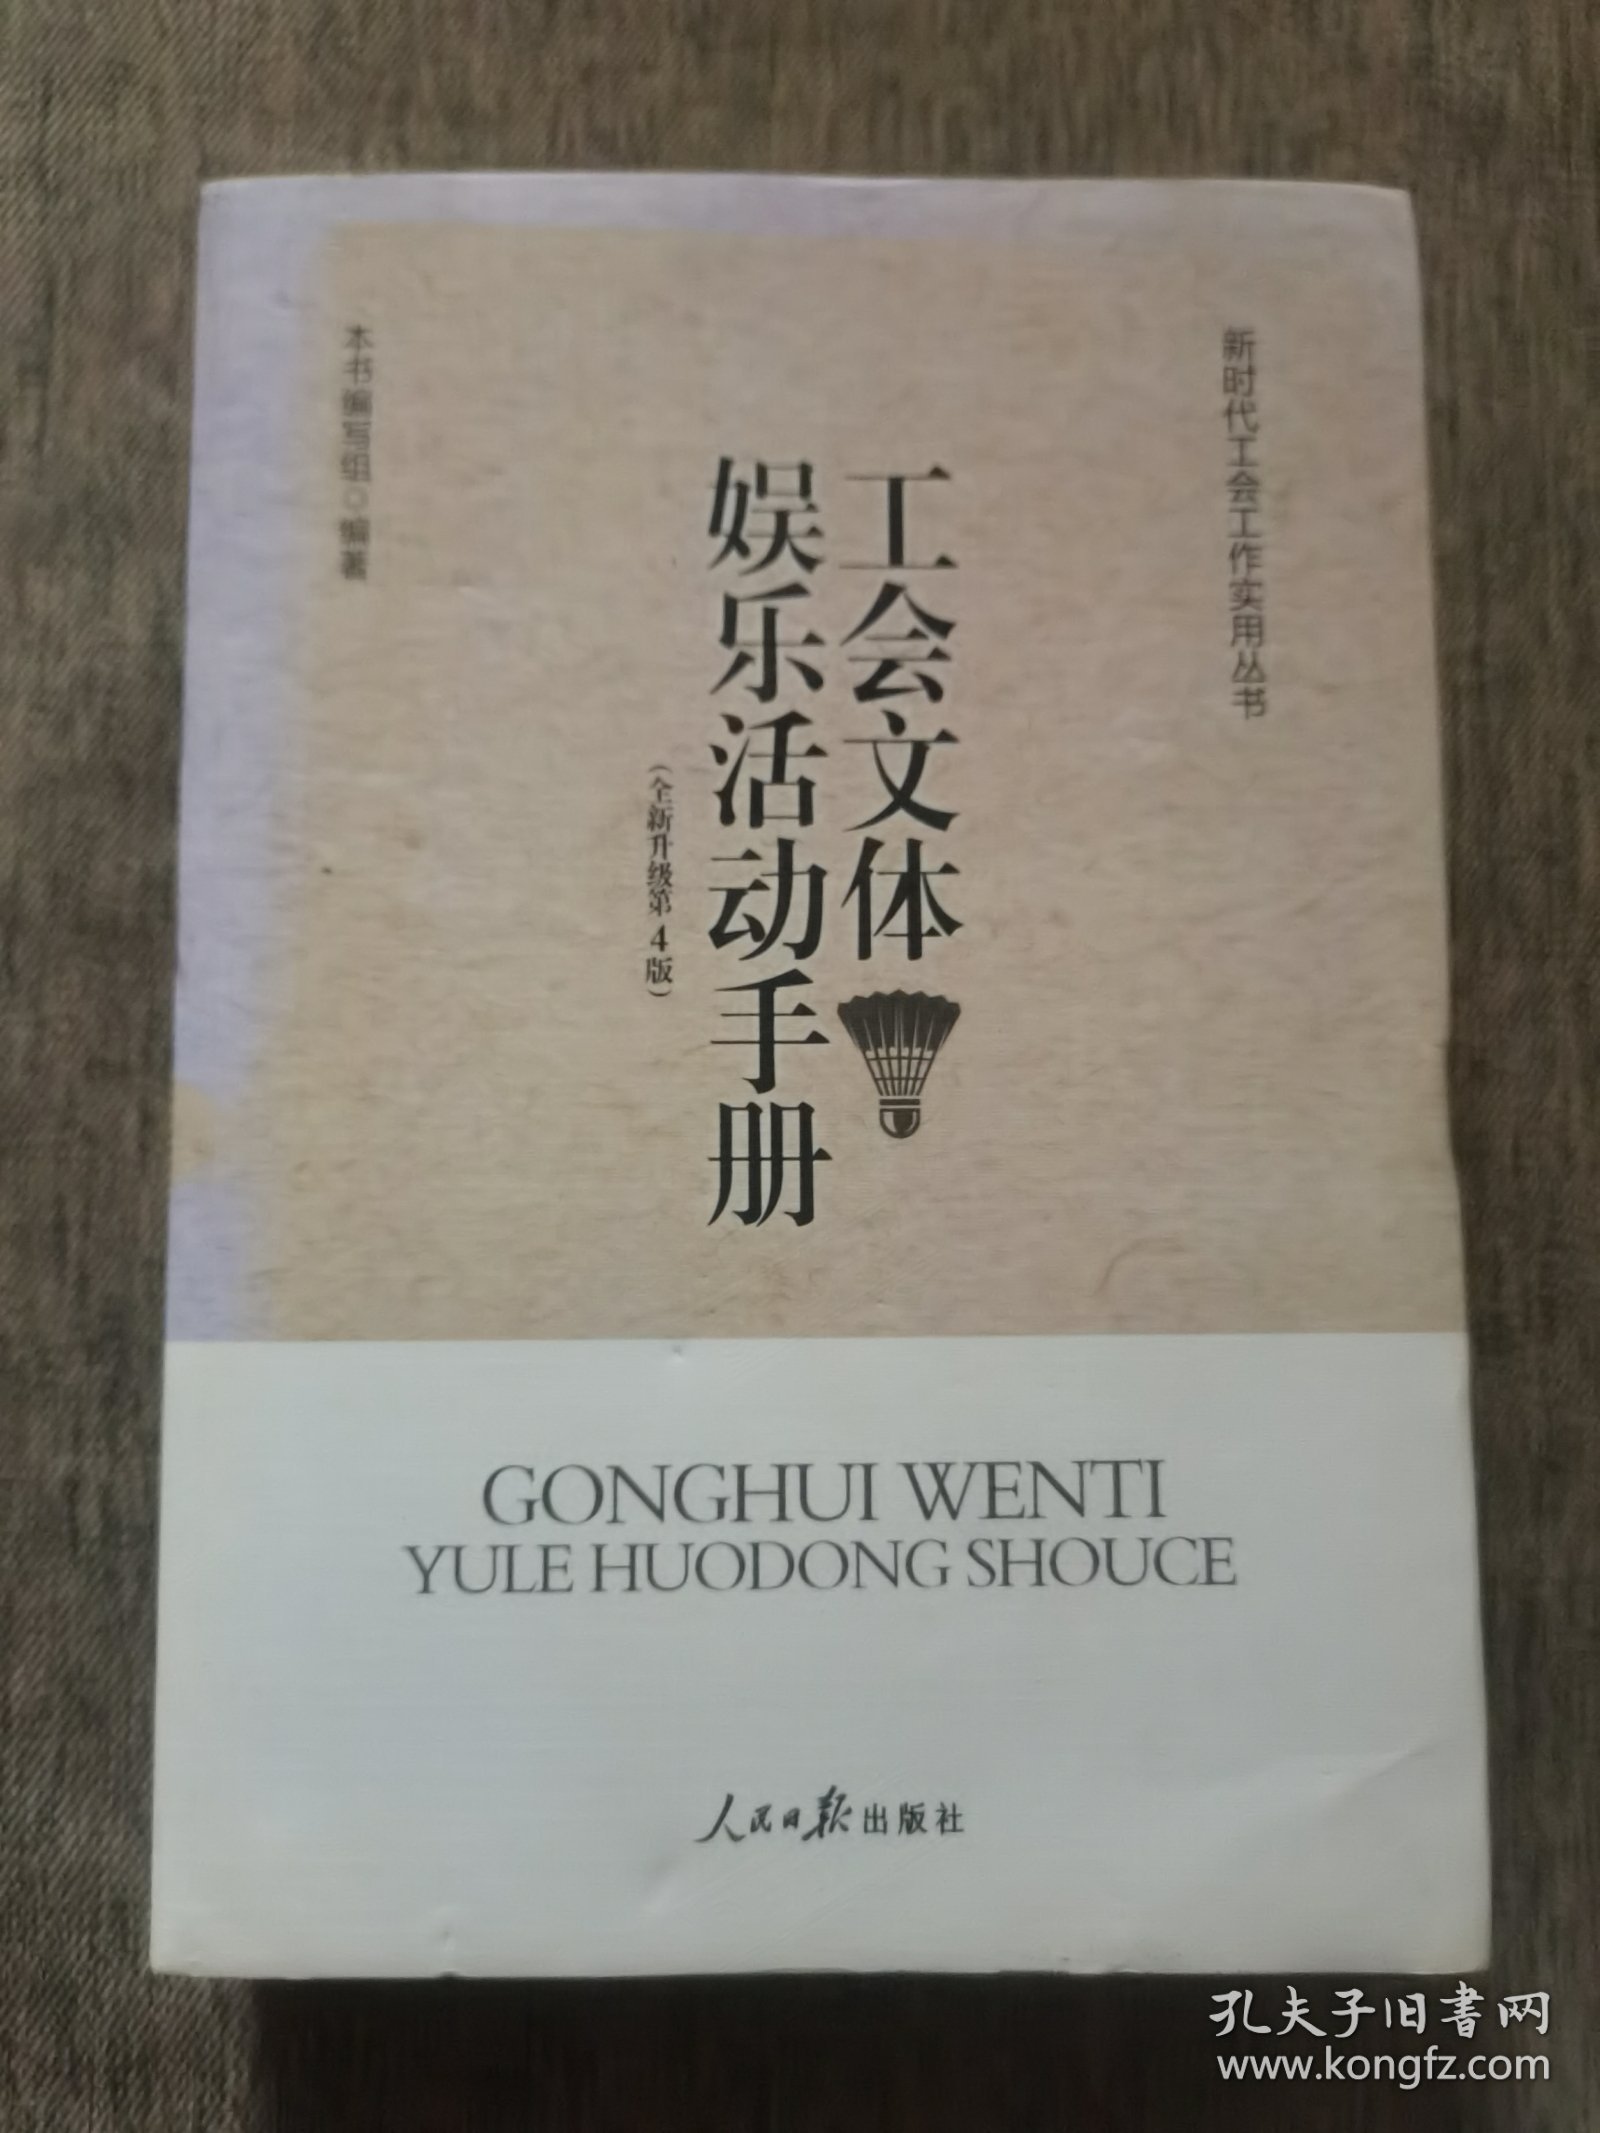 新时代工会工作实用丛书
工会文体
娱乐活动手册
（全新升级第4版）
本书编写组○编著
GONGHUI WENTI
YULE HUODONG SHOUCE
人民日报出版社
孔夫子旧书网
www.kongfz.com